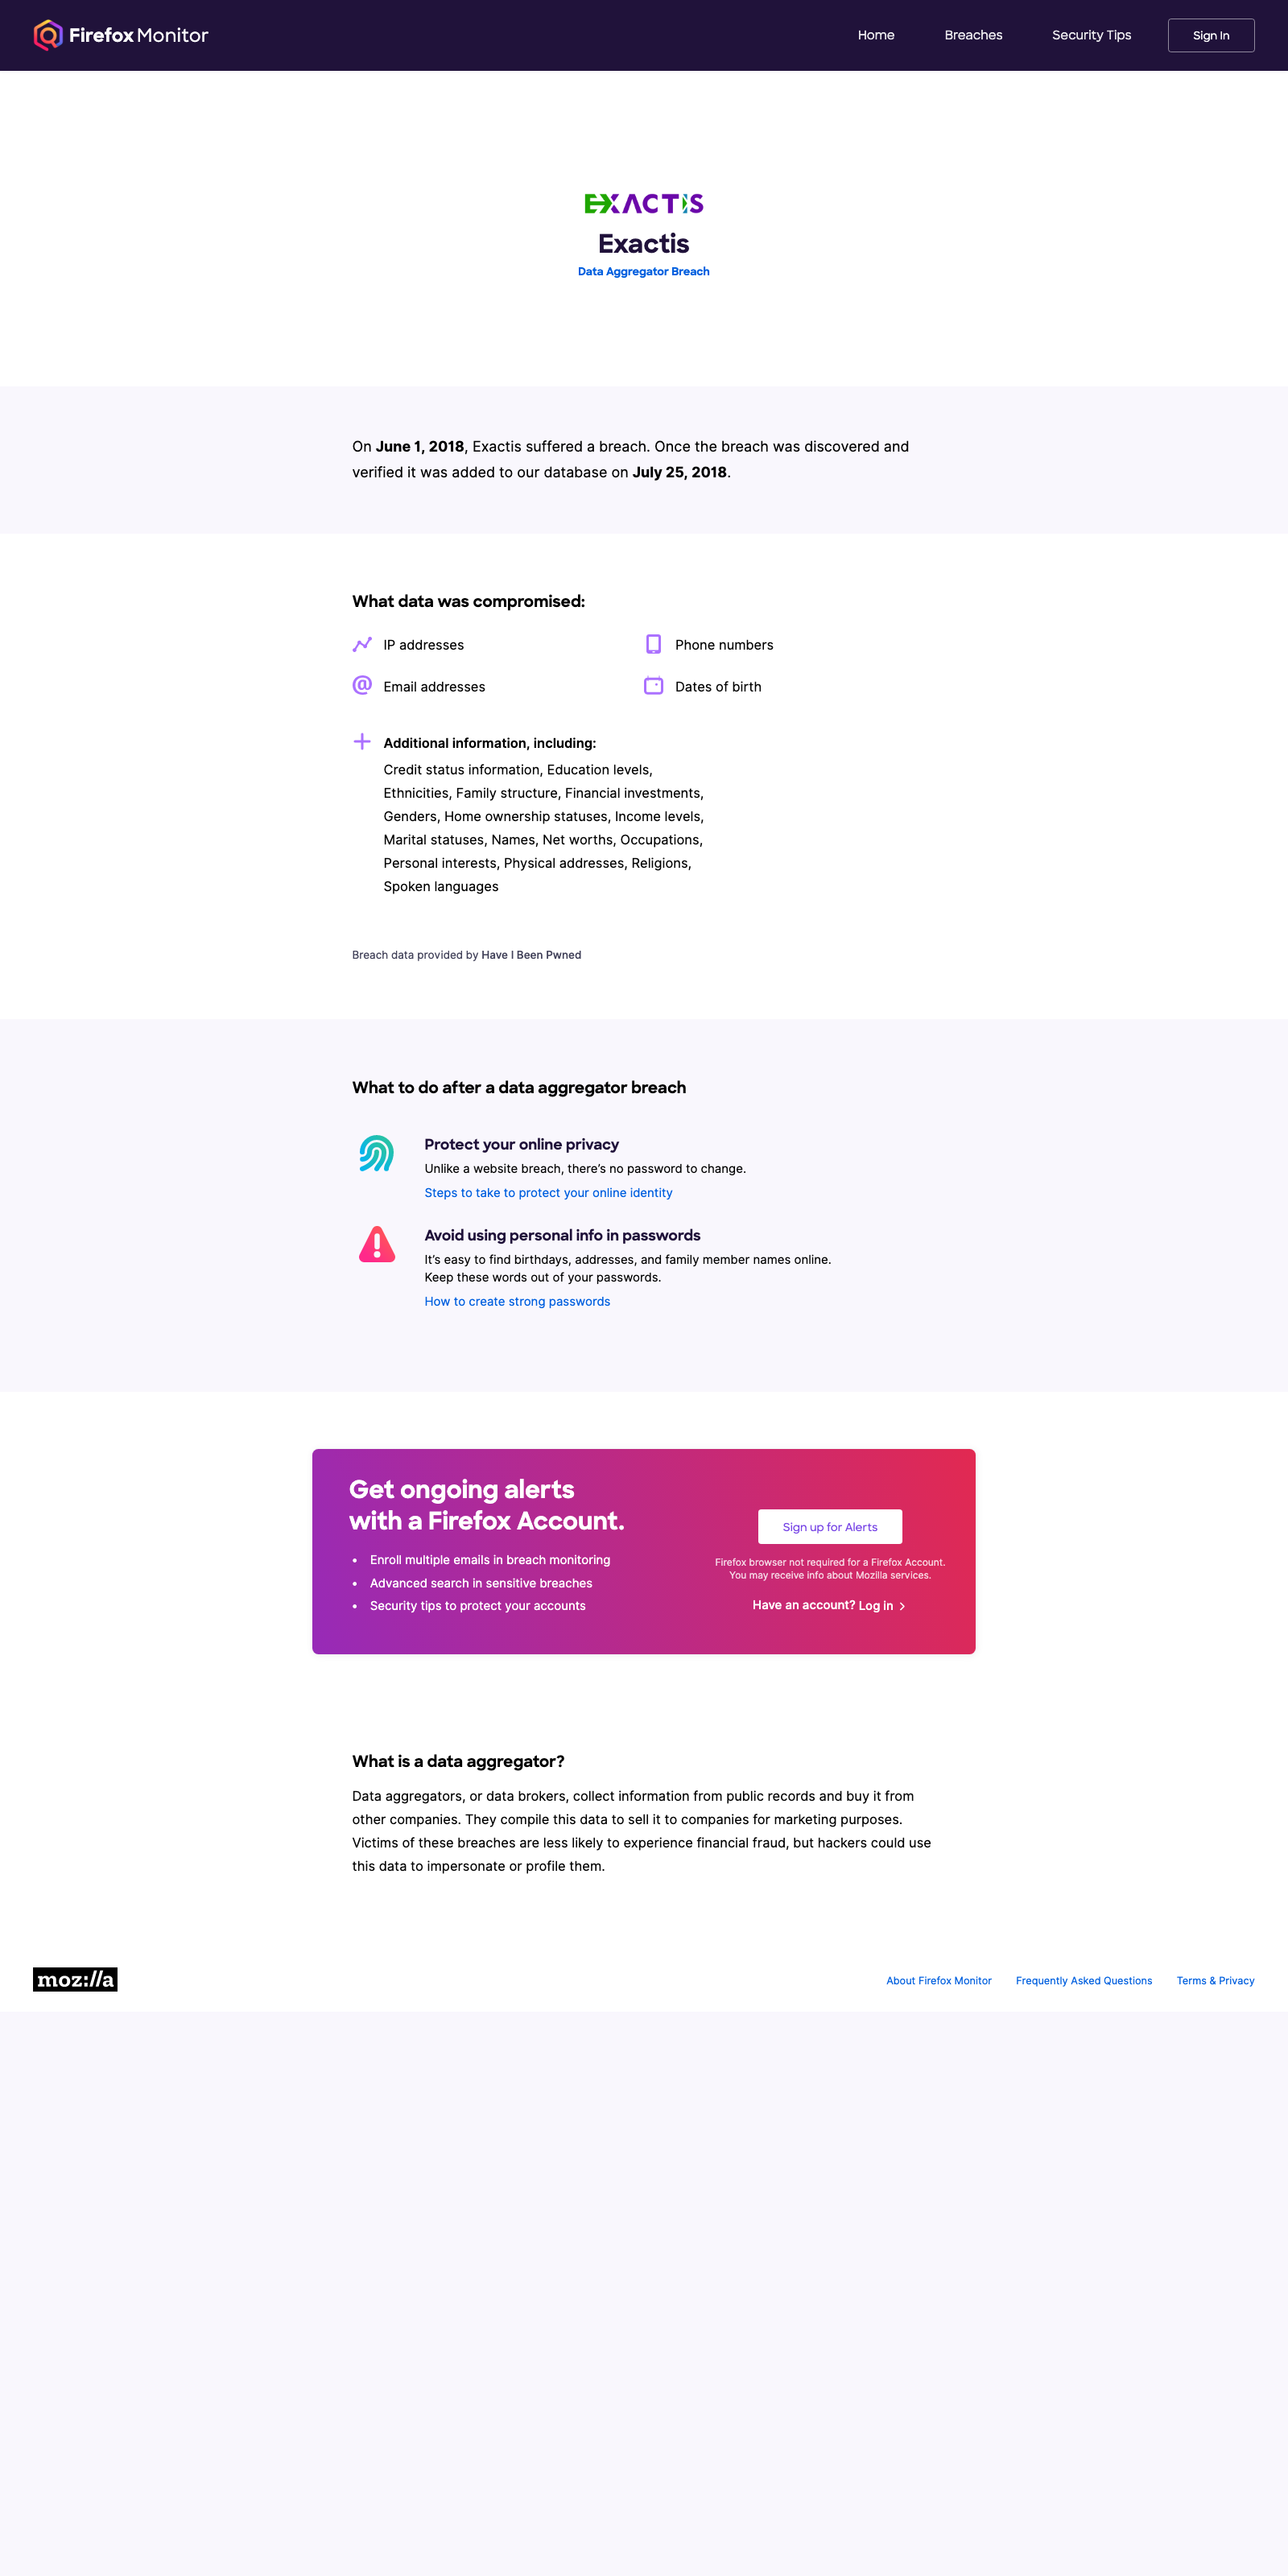 Firefox Monitor
Home
Breaches
Security Tips
Sign In
EXACTIS
Exactis
Data Aggregator Breach
On June 1, 2018, Exactis suffered a breach. Once the breach was discovered and
verified it was added to our database on July 25, 2018.
What data was compromised:
IP addresses
Phone numbers
Email addresses
Dates of birth
Additional information, including:
Credit status information, Education levels,
Ethnicities, Family structure, Financial investments,
Genders, Home ownership statuses, Income levels,
Marital statuses, Names, Net worths, Occupations,
Personal interests, Physical addresses, Religions,
Spoken languages
Breach data provided by Have I Been Pwned
What to do after a data aggregator breach
Protect your online privacy
Unlike a website breach, there’s no password to change.
Steps to take to protect your online identity
Avoid using personal info in passwords
It’s easy to find birthdays, addresses, and family member names online.
Keep these words out of your passwords.
How to create strong passwords
Get ongoing alerts
with a Firefox Account.
• Enroll multiple emails in breach monitoring
• Advanced search in sensitive breaches
• Security tips to protect your accounts
Sign up for Alerts
Firefox browser not required for a Firefox Account.
You may receive info about Mozilla services.
Have an account? Log in
What is a data aggregator?
Data aggregators, or data brokers, collect information from public records and buy it from
other companies. They compile this data to sell it to companies for marketing purposes.
Victims of these breaches are less likely to experience financial fraud, but hackers could use
this data to impersonate or profile them.
moz://a
About Firefox Monitor
Frequently Asked Questions
Terms & Privacy